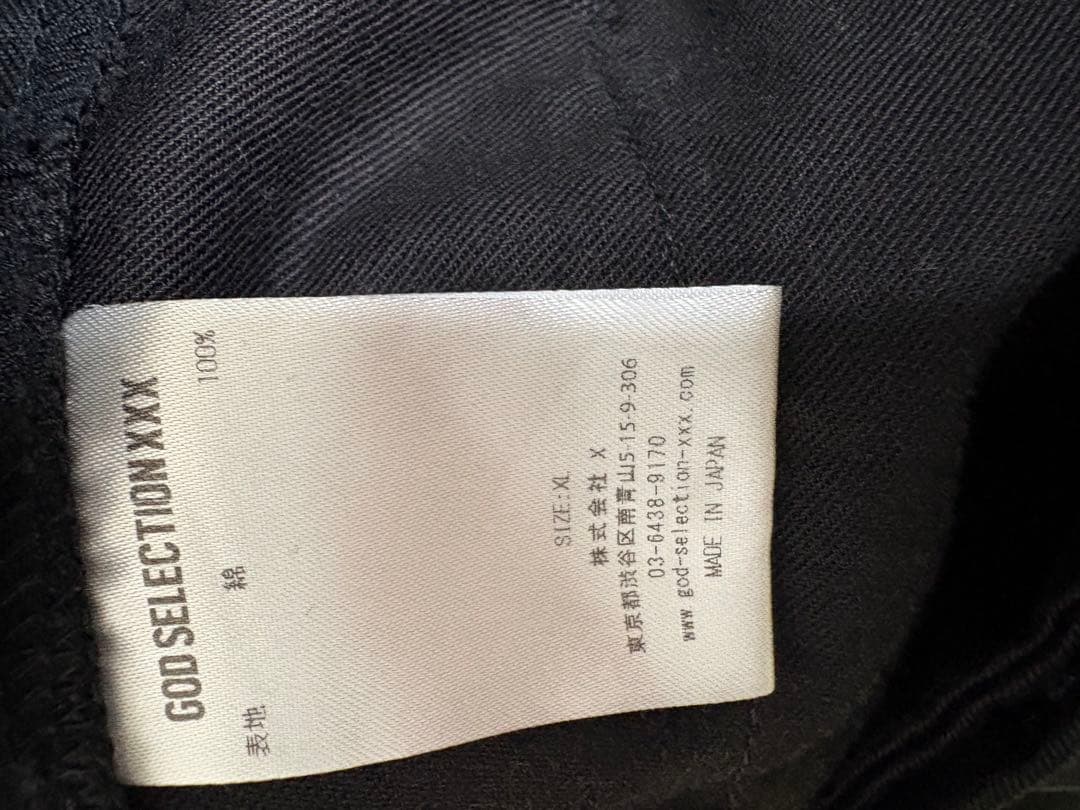 GOD SELECTION XXX
表地 綿 100%
SIZE:XL
株式会社 X
東京都渋谷区南青山5-15-9-306
03-6438-9170
www.god-selection-xxx.com
MADE IN JAPAN